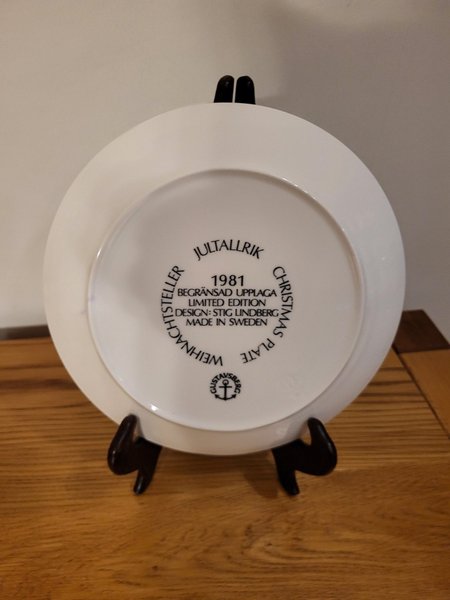 JULTALLRIK
CHRISTMAS PLATE
WEIHNACHTSTELLER
1981
BEGRÄNSAD UPPLAGA
LIMITED EDITION
DESIGN: STIG LINDBERG
MADE IN SWEDEN
GUSTAVSBERG